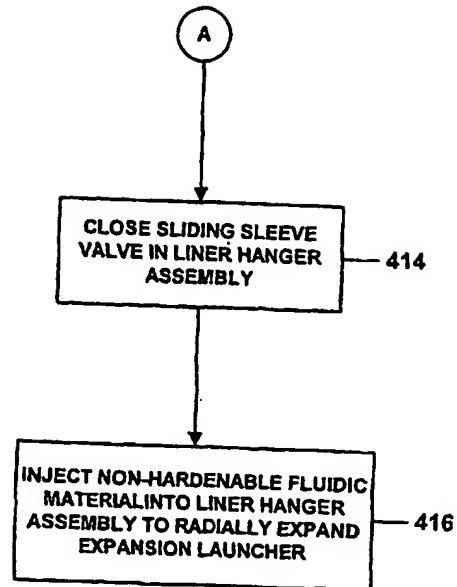 A
CLOSE SLIDING SLEEVE
VALVE IN LINER HANGER
ASSEMBLY
414
INJECT NON-HARDENABLE FLUIDIC
MATERIALINTO LINER HANGER
ASSEMBLY TO RADIALLY EXPAND
EXPANSION LAUNCHER
416